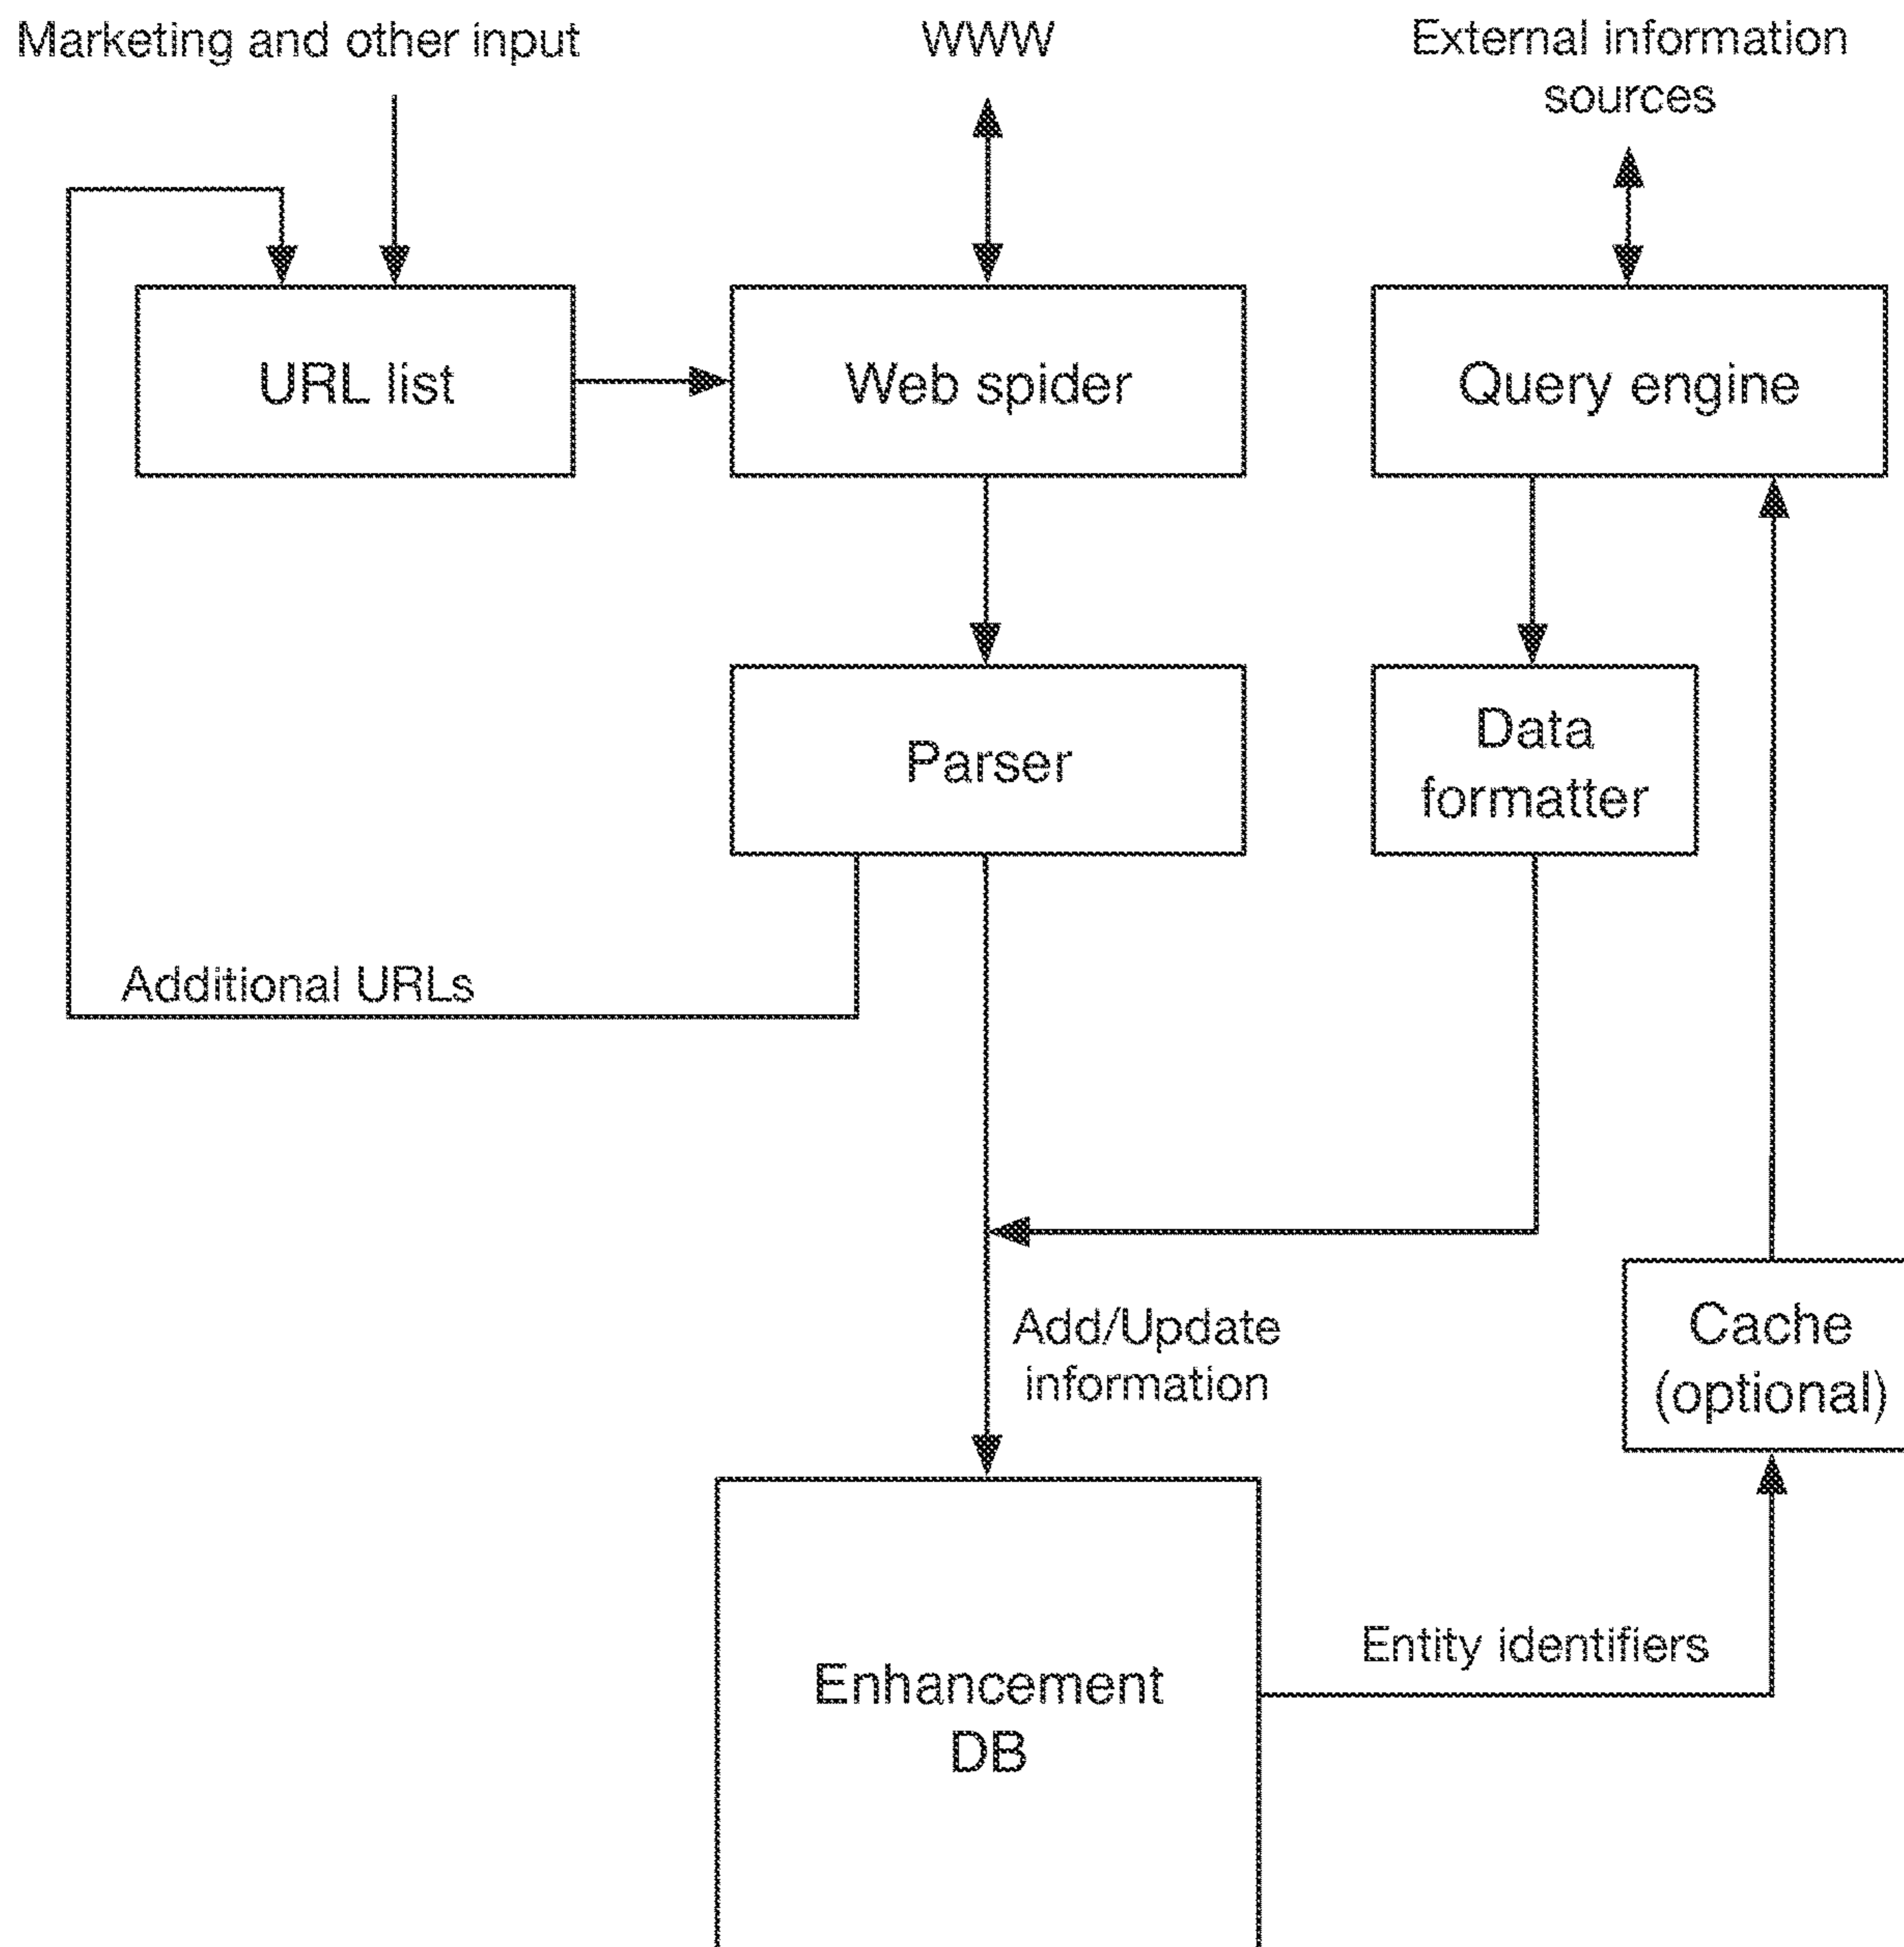 Marketing and other input
WWW
External information
sources
URL list
Web spider
Query engine
Parser
Data
formatter
Additional URLs
Add/Update
information
Cache
(optional)
Entity identifiers
Enhancement
DB